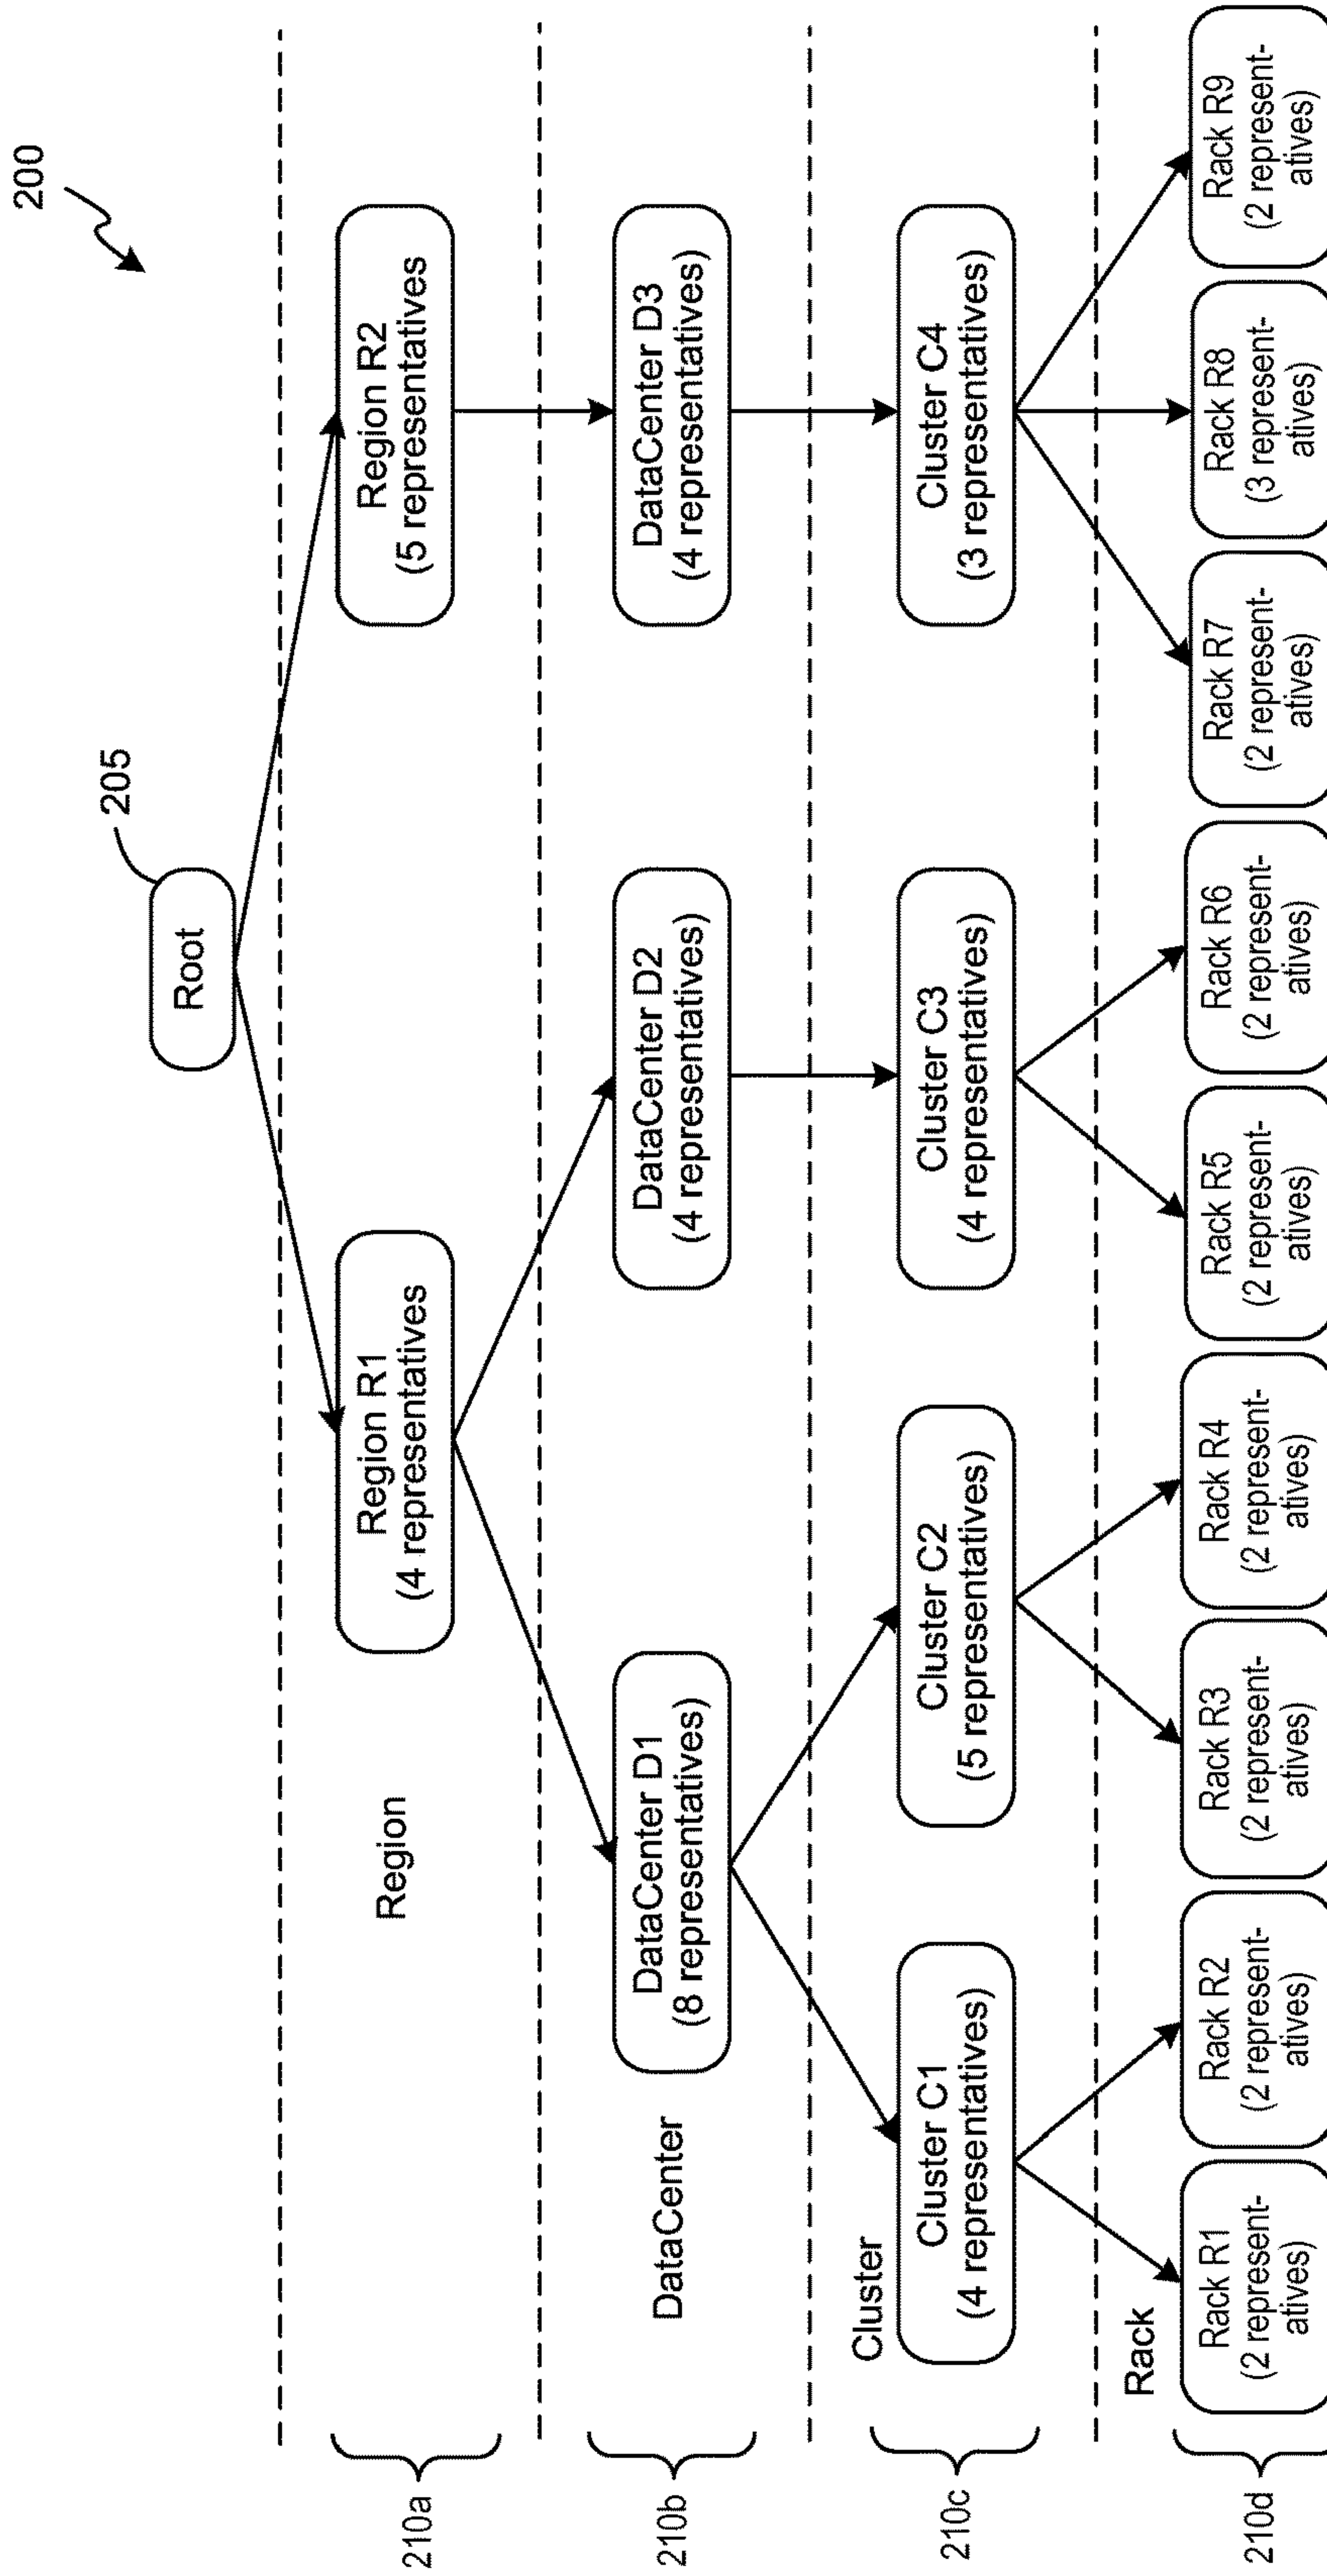 200
205
Root
Region
Region R1
(4 representatives
Region R2
(5 representatives
210a
DataCenter
DataCenter D1
(8 representatives)
DataCenter D2
(4 representatives)
DataCenter D3
(4 representatives)
210b
Cluster
Cluster C1
(4 representatives)
Cluster C2
(5 representatives)
Cluster C3
(4 representatives)
Cluster C4
(3 representatives)
210c
Rack
Rack R1
(2 represent-
atives)
Rack R2
(2 represent-
atives)
Rack R3
(2 represent-
atives)
Rack R4
(2 represent-
atives)
Rack R5
(2 represent-
atives)
Rack R6
(2 represent-
atives)
Rack R7
(2 represent-
atives)
Rack R8
(3 represent-
atives)
Rack R9
(2 represent-
atives)
210d